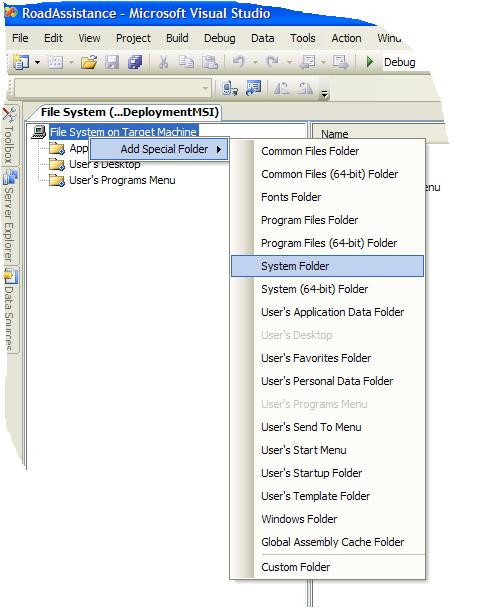 RoadAssistance - Microsoft Visual Studio
File Edit View Project Build Debug Data Tools Action
Debug
File System (...DeploymentMSI)
File System on Target Machine
Name
Add Special Folder
User's Desktop
User's Programs Menu
Common Files Folder
Common Files (64-bit) Folder
Fonts Folder
Program Files Folder
Program Files (64-bit) Folder
System Folder
System (64-bit) Folder
User's Application Data Folder
User's Desktop
User's Favorites Folder
User's Personal Data Folder
User's Programs Menu
User's Send To Menu
User's Start Menu
User's Startup Folder
User's Template Folder
Windows Folder
Global Assembly Cache Folder
Custom Folder
Toolbox
Server Explorer
Data Sources